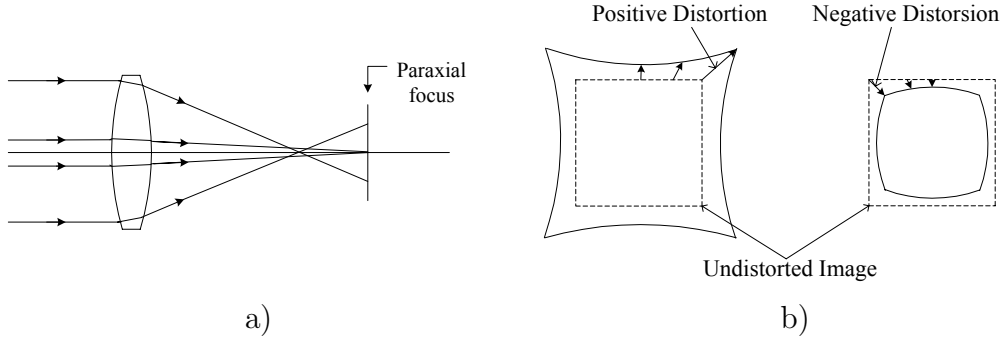 Paraxial
focus
a)
Positive Distortion
Negative Distorsion
Undistorted Image
b)